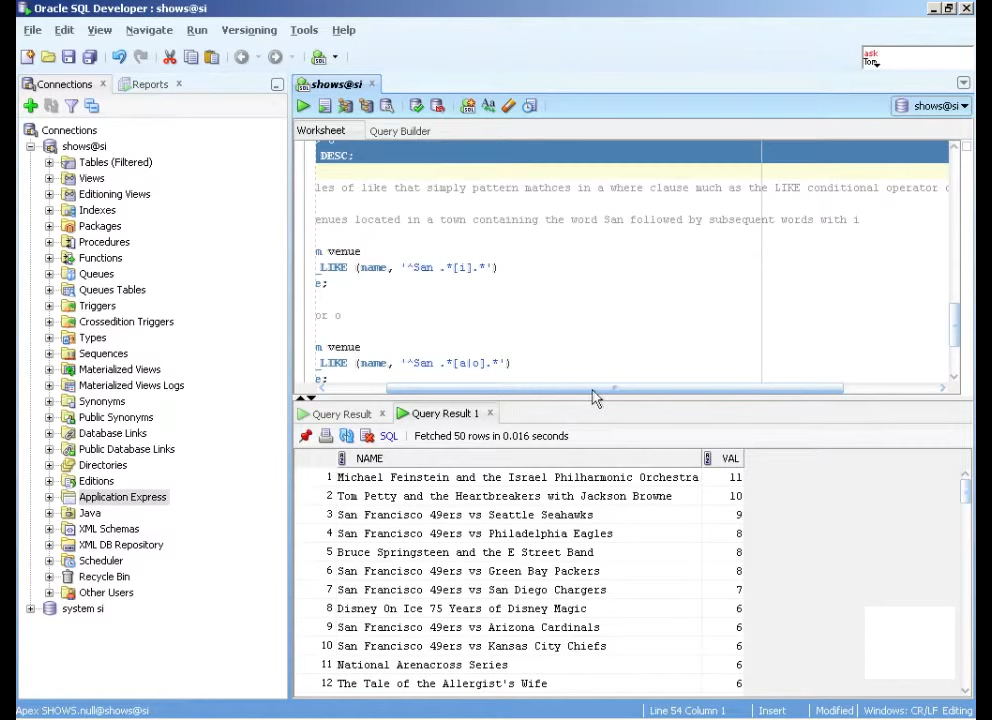 Oracle SQL Developer : shows@si
File Edit View Navigate Run Versioning Tools Help
ask
Tom
Connections Reports shows@si
shows@si
Worksheet Query Builder
DESC;
les of like that simply pattern mathces in a where clause much as the LIKE conditional operator
enues located in a town containing the word San followed by subsequent words with i
m venue
_LIKE (name, '^San .*[i].*')
e;
or o
m venue
_LIKE (name, '^San .*[a|o].*')
e;
Connections
shows@si
Tables (Filtered)
Views
Editioning Views
Indexes
Packages
Procedures
Functions
Queues
Queues Tables
Triggers
Crossedition Triggers
Types
Sequences
Materialized Views
Materialized Views Logs
Synonyms
Public Synonyms
Database Links
Public Database Links
Directories
Editions
Application Express
Java
XML Schemas
XML DB Repository
Scheduler
Recycle Bin
Other Users
system si
Query Result Query Result 1
SQL Fetched 50 rows in 0.016 seconds
NAME VAL
1 Michael Feinstein and the Israel Philharmonic Orchestra 11
2 Tom Petty and the Heartbreakers with Jackson Browne 10
3 San Francisco 49ers vs Seattle Seahawks 9
4 San Francisco 49ers vs Philadelphia Eagles 8
5 Bruce Springsteen and the E Street Band 8
6 San Francisco 49ers vs Green Bay Packers 8
7 San Francisco 49ers vs San Diego Chargers 7
8 Disney On Ice 75 Years of Disney Magic 6
9 San Francisco 49ers vs Arizona Cardinals 6
10 San Francisco 49ers vs Kansas City Chiefs 6
11 National Arenacross Series 6
12 The Tale of the Allergist's Wife 6
Apex SHOWS.null@shows@si Line 54 Column 1 Insert Modified Windows: CR/LF Editing